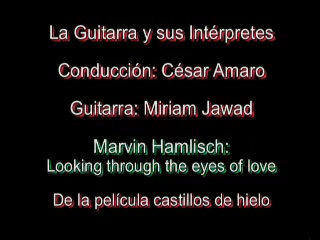 La Guitarra y sus Intérpretes
Conducción: César Amaro
Guitarra: Miriam Jawad
Marvin Hamlisch:
Looking through the eyes of love
De la película castillos de hielo